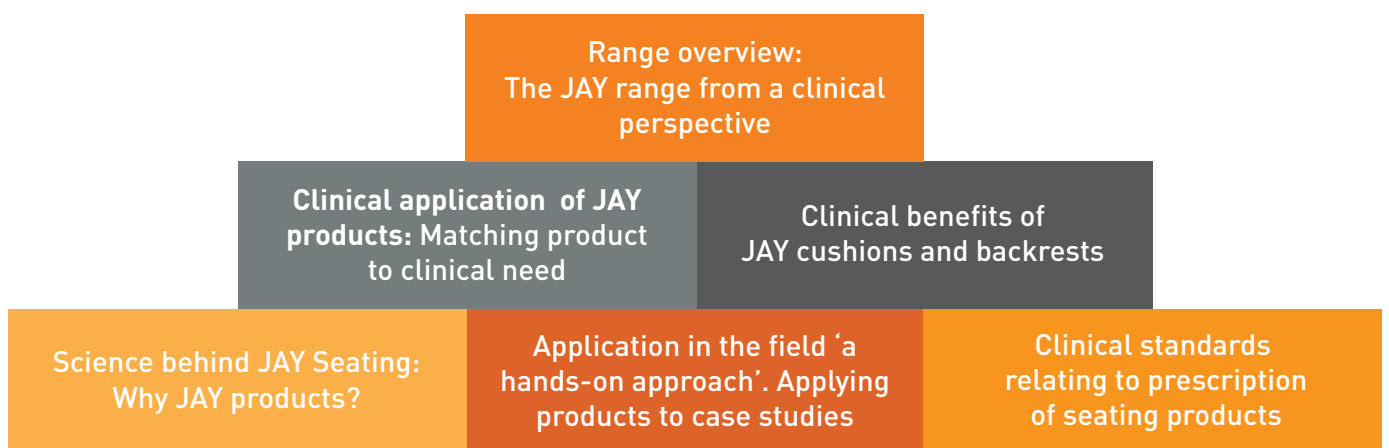 Range overview:
The JAY range from a clinical
perspective
Clinical application of JAY
products: Matching product
to clinical need
Clinical benefits of
JAY cushions and backrests
Science behind JAY Seating:
Why JAY products?
Application in the field ‘a
hands-on approach’. Applying
products to case studies
Clinical standards
relating to prescription
of seating products